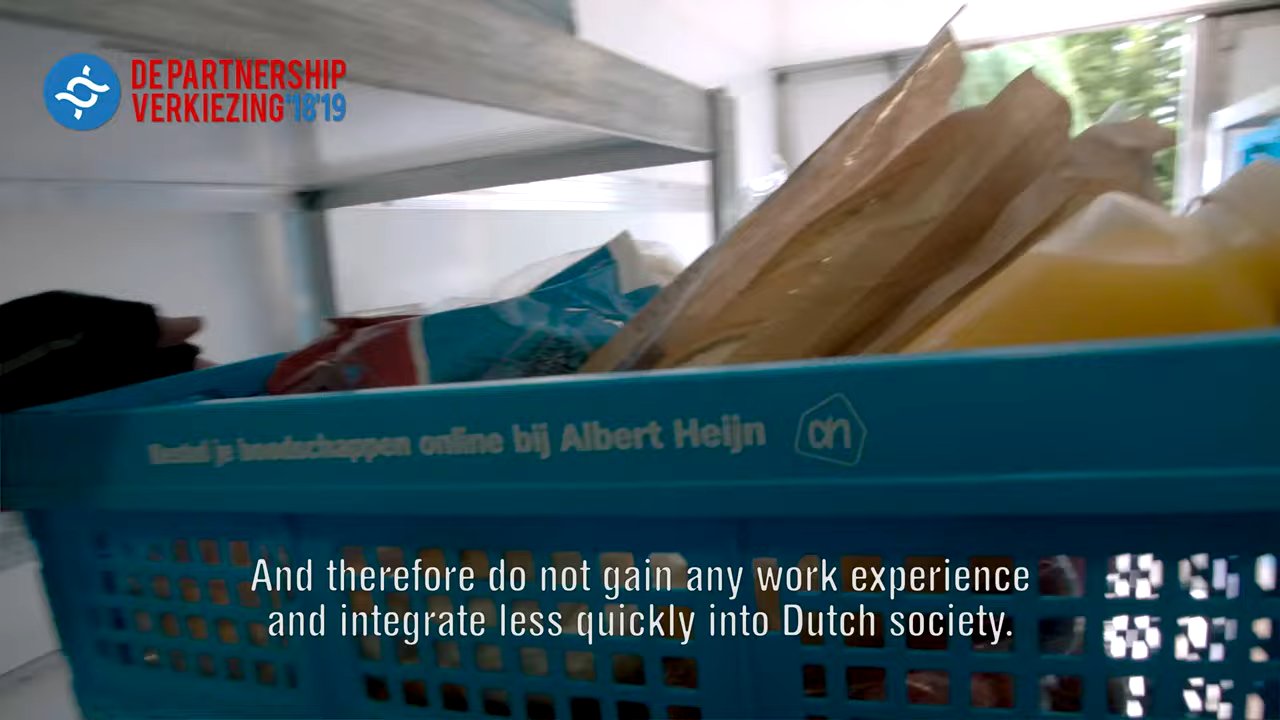 DE PARTNERSHIP
VERKIEZING '18'19
Bestel je boodschappen online bij Albert Heijn ah
And therefore do not gain any work experience
and integrate less quickly into Dutch society.